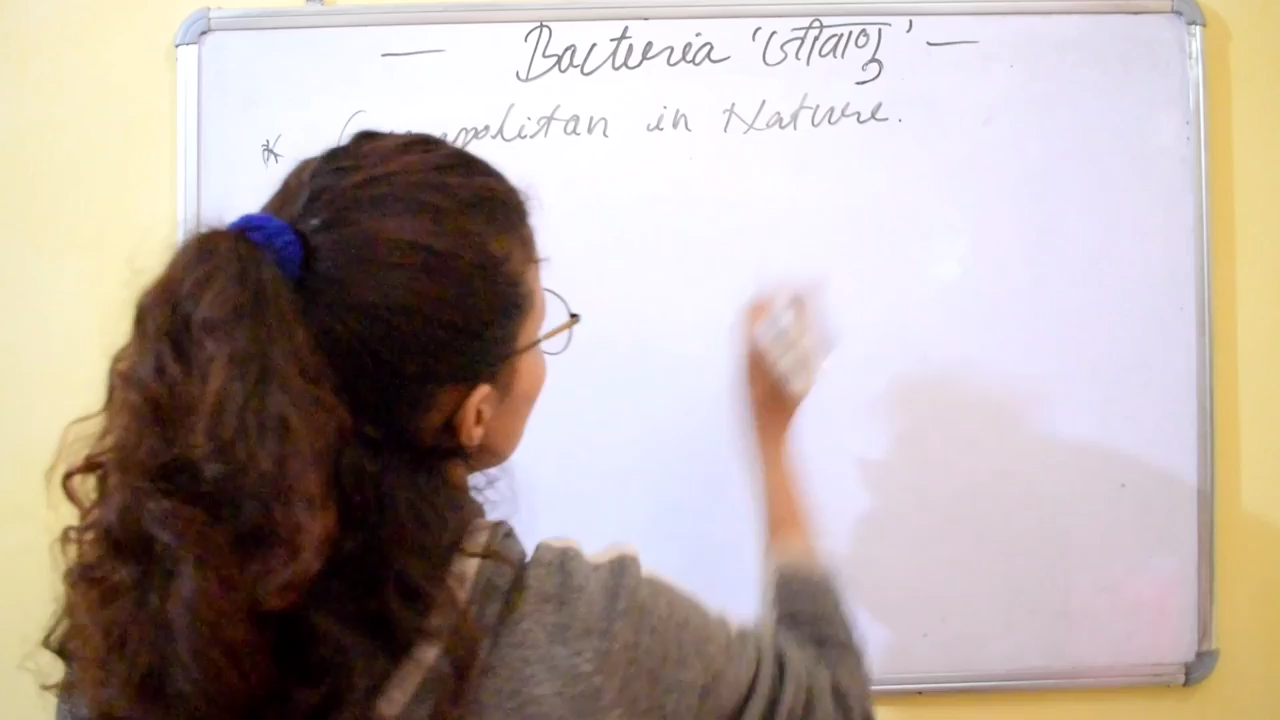 — Bacteria 'जीवाणु' —
* in Nature.